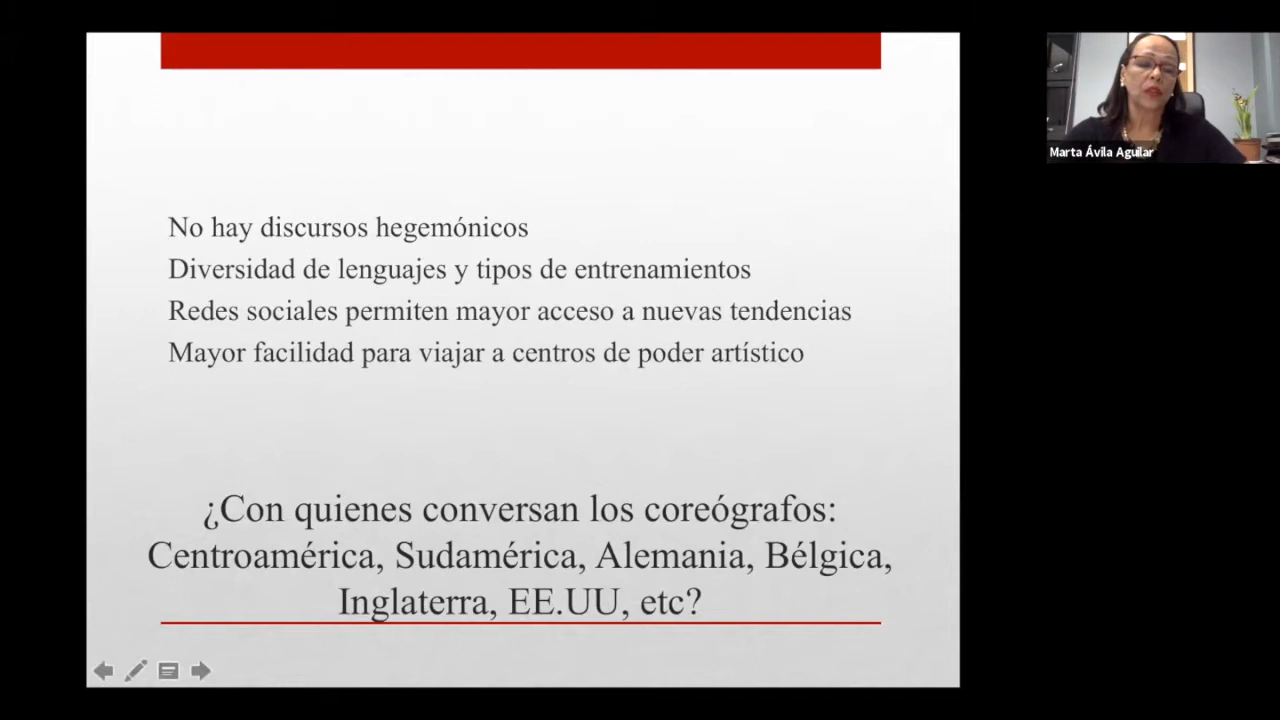 No hay discursos hegemónicos
Diversidad de lenguajes y tipos de entrenamientos
Redes sociales permiten mayor acceso a nuevas tendencias
Mayor facilidad para viajar a centros de poder artístico
¿Con quienes conversan los coreógrafos:
Centroamérica, Sudamérica, Alemania, Bélgica,
Inglaterra, EE.UU, etc?
Marta Ávila Aguilar